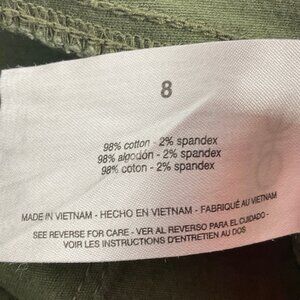 8
98% cotton - 2% spandex
98% algodón - 2% spandex
98% coton - 2% spandex
MADE IN VIETNAM - HECHO EN VIETNAM - FABRIQUÉ AU VIETNAM
SEE REVERSE FOR CARE - VER AL REVERSO PARA EL CUIDADO -
VOIR LES INSTRUCTIONS D'ENTRETIEN AU DOS